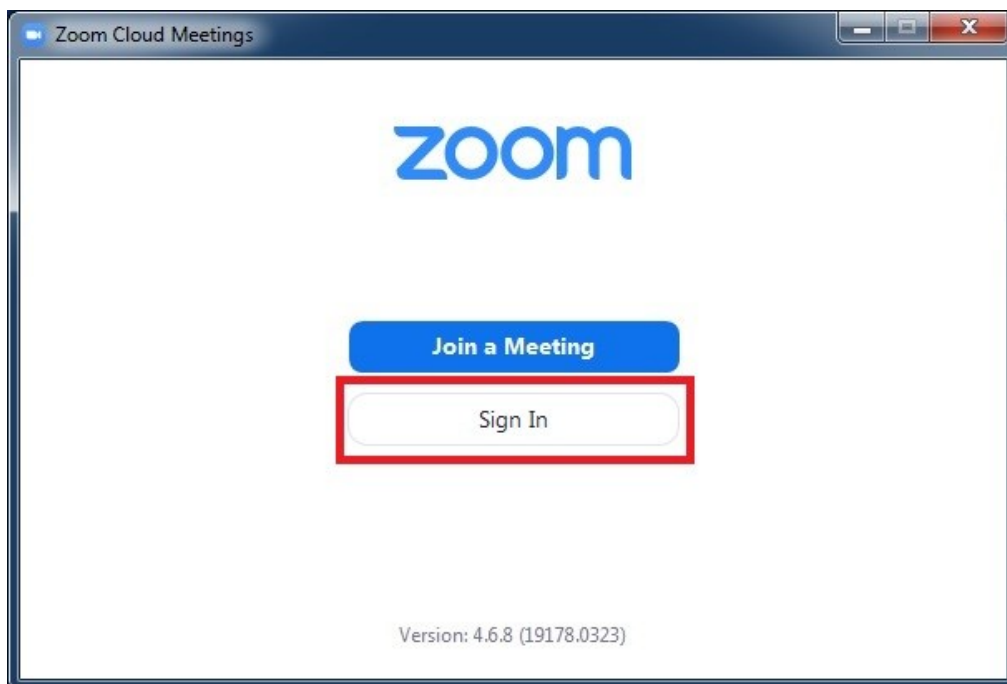 Zoom Cloud Meetings
zoom
Join a Meeting
Sign In
Version: 4.6.8 (19178.0323)